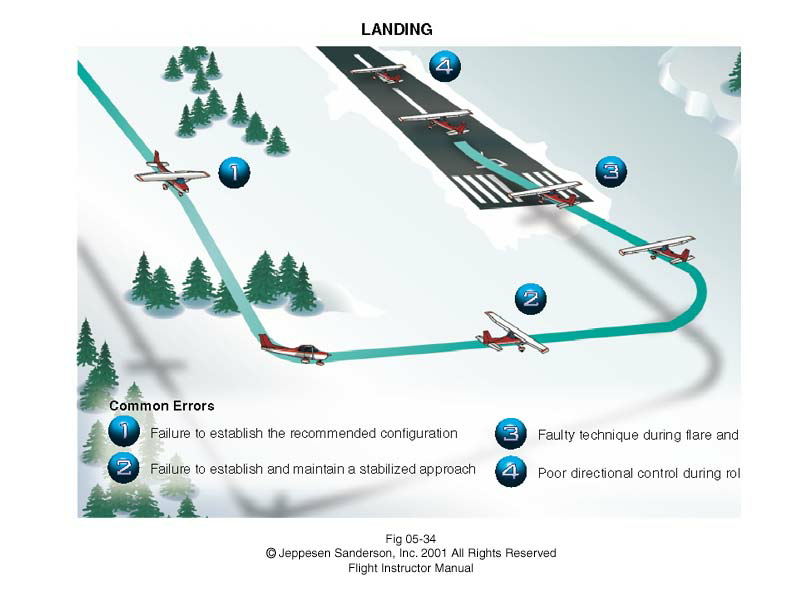 LANDING
4
1
3
2
Common Errors
1 Failure to establish the recommended configuration
2 Failure to establish and maintain a stabilized approach
3 Faulty technique during flare and
4 Poor directional control during rol
Fig 05-34
© Jeppesen Sanderson, Inc. 2001 All Rights Reserved
Flight Instructor Manual